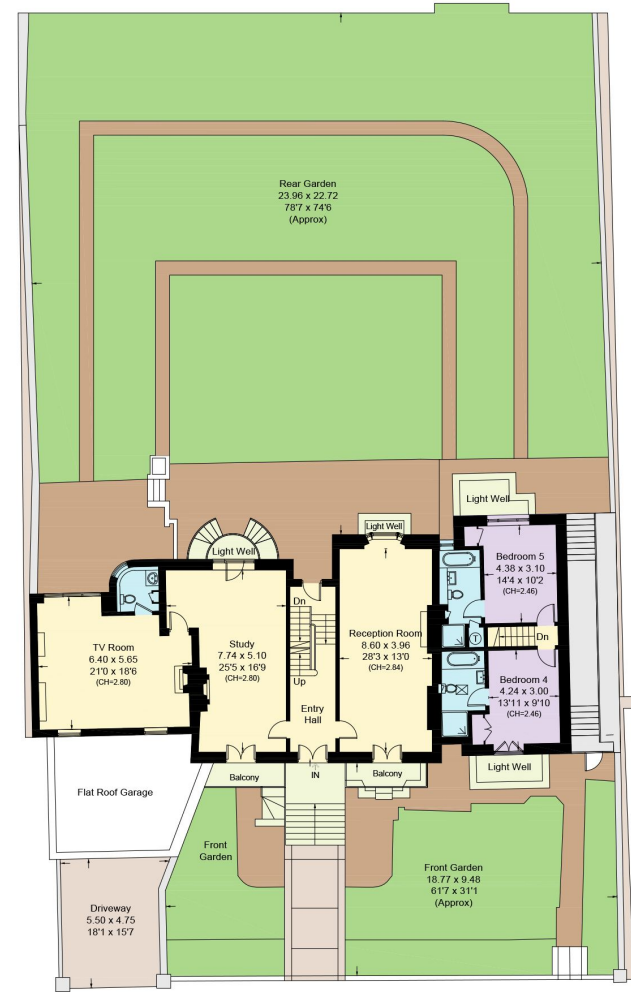 Rear Garden
23.96 x 22.72
78'7 x 74'6
(Approx)
Light Well
Light Well
Light Well
Bedroom 5
4.38 x 3.10
14'4 x 10'2
(CH=2.46)
Dn
TV Room
6.40 x 5.65
21'0 x 18'6
(CH=2.80)
Study
7.74 x 5.10
25'5 x 16'9
(CH=2.80)
Up
Reception Room
8.60 x 3.96
28'3 x 13'0
(CH=2.84)
T
Dn
Bedroom 4
4.24 x 3.00
13'11 x 9'10
(CH=2.46)
Entry
Hall
Balcony
IN
Balcony
Light Well
Flat Roof Garage
Front
Garden
Front Garden
18.77 x 9.48
61'7 x 31'1
(Approx)
Driveway
5.50 x 4.75
18'1 x 15'7